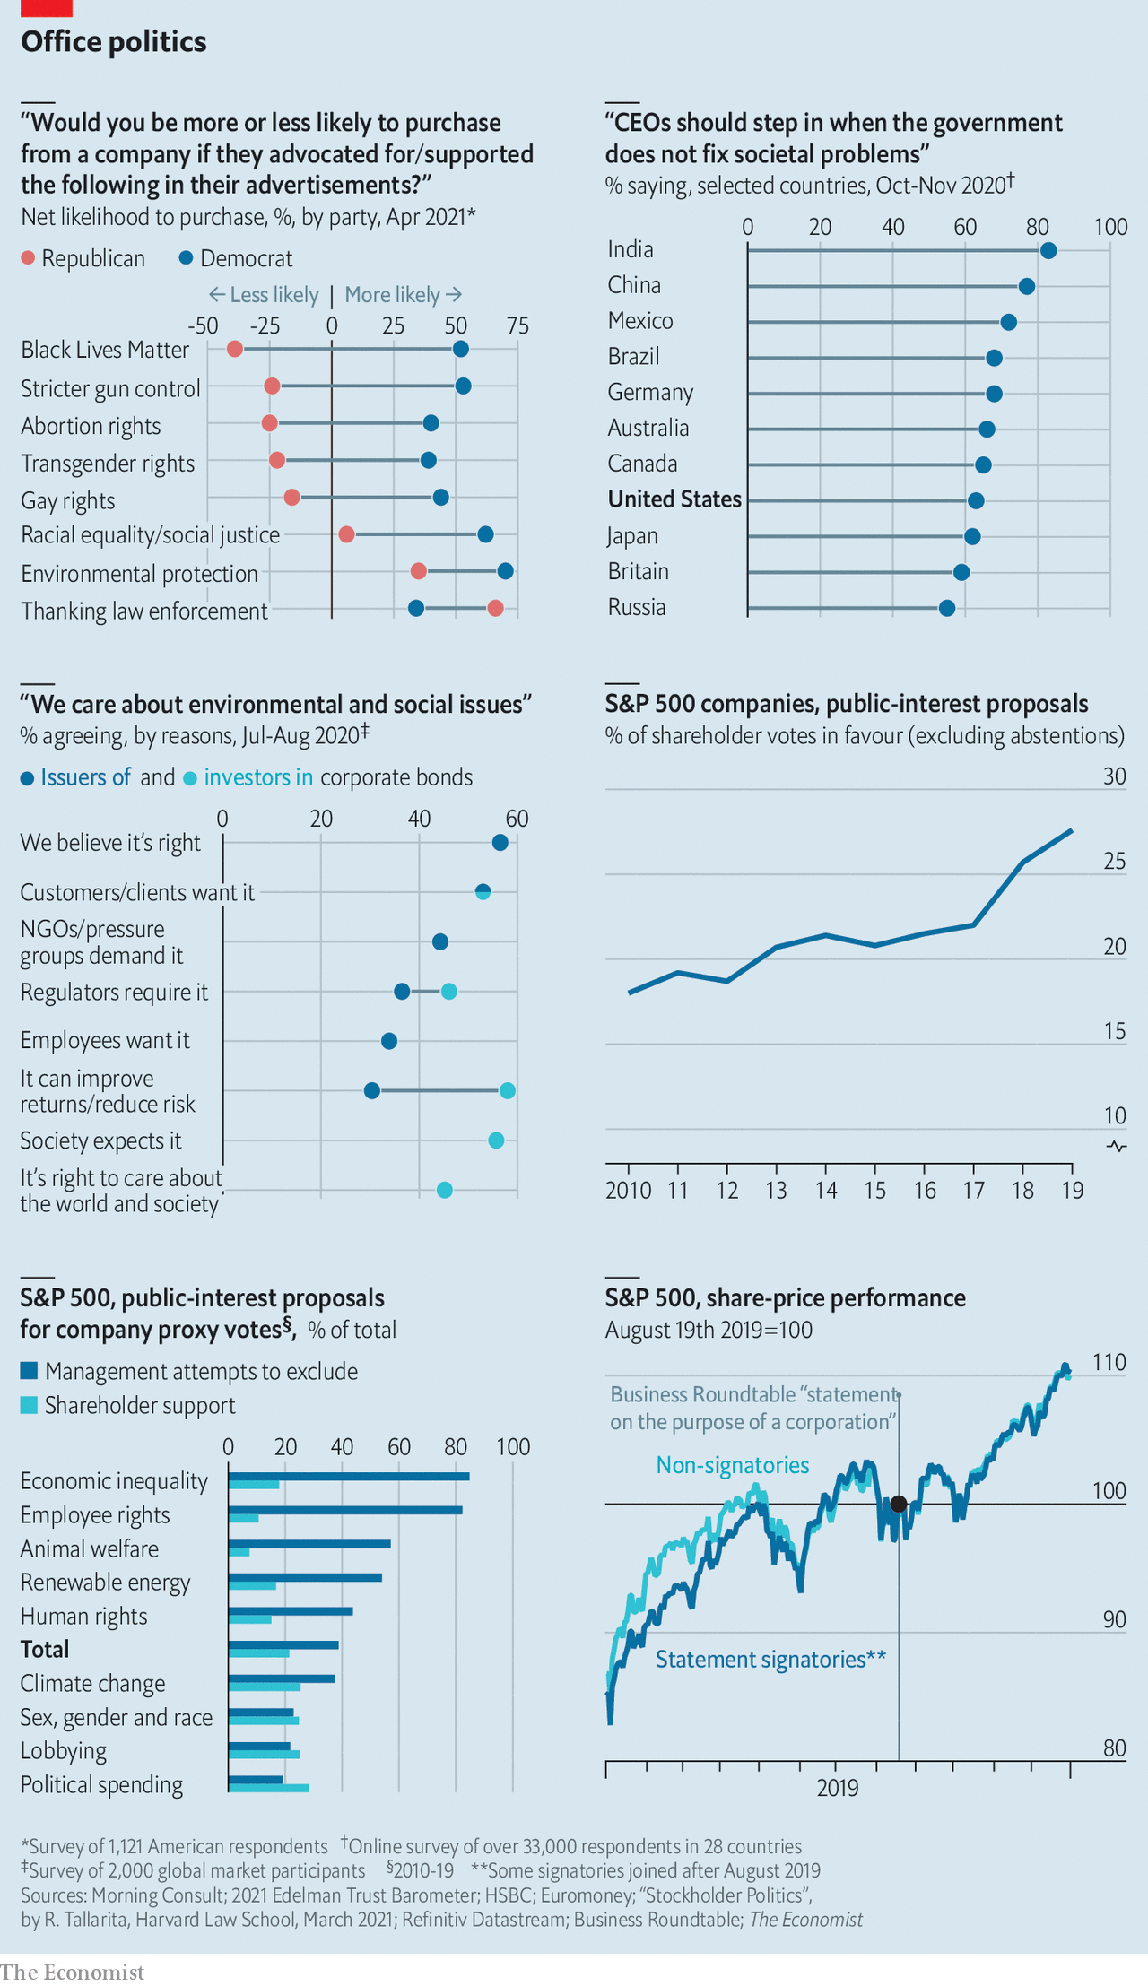 Office politics
“Would you be more or less likely to purchase
from a company if they advocated for/supported
the following in their advertisements?”
Net likelihood to purchase, %, by party, Apr 2021*
Republican Democrat
← Less likely More likely →
-50 -25 0 25 50 75
Black Lives Matter
Stricter gun control
Abortion rights
Transgender rights
Gay rights
Racial equality/social justice
Environmental protection
Thanking law enforcement
“CEOs should step in when the government
does not fix societal problems”
% saying, selected countries, Oct-Nov 2020†
0 20 40 60 80 100
India
China
Mexico
Brazil
Germany
Australia
Canada
United States
Japan
Britain
Russia
“We care about environmental and social issues”
% agreeing, by reasons, Jul-Aug 2020‡
Issuers of and investors in corporate bonds
0 20 40 60
We believe it’s right
Customers/clients want it
NGOs/pressure
groups demand it
Regulators require it
Employees want it
It can improve
returns/reduce risk
Society expects it
It’s right to care about
the world and society
S&P 500 companies, public-interest proposals
% of shareholder votes in favour (excluding abstentions)
30
25
20
15
10
2010 11 12 13 14 15 16 17 18 19
S&P 500, public-interest proposals
for company proxy votes§, % of total
Management attempts to exclude
Shareholder support
0 20 40 60 80 100
Economic inequality
Employee rights
Animal welfare
Renewable energy
Human rights
Total
Climate change
Sex, gender and race
Lobbying
Political spending
S&P 500, share-price performance
August 19th 2019=100
110
Business Roundtable “statement
on the purpose of a corporation”
Non-signatories
100
90
Statement signatories**
80
2019
*Survey of 1,121 American respondents †Online survey of over 33,000 respondents in 28 countries
‡Survey of 2,000 global market participants §2010-19 **Some signatories joined after August 2019
Sources: Morning Consult; 2021 Edelman Trust Barometer; HSBC; Euromoney; “Stockholder Politics”,
by R. Tallarita, Harvard Law School, March 2021; Refinitiv Datastream; Business Roundtable; The Economist
The Economist